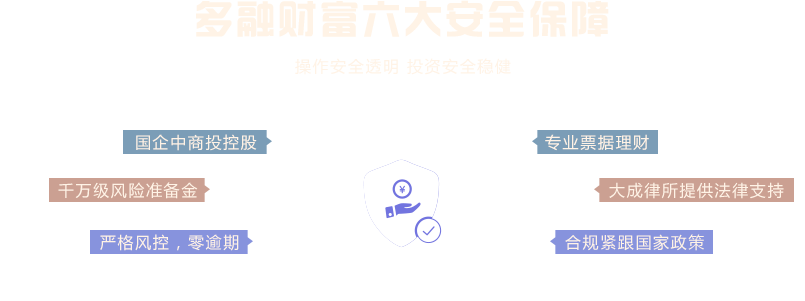 多融财富六大安全保障
操作安全透明 投资安全稳健
国企中商投控股
专业票据理财
千万级风险准备金
大成律所提供法律支持
严格风控，零逾期
合规紧跟国家政策
¥